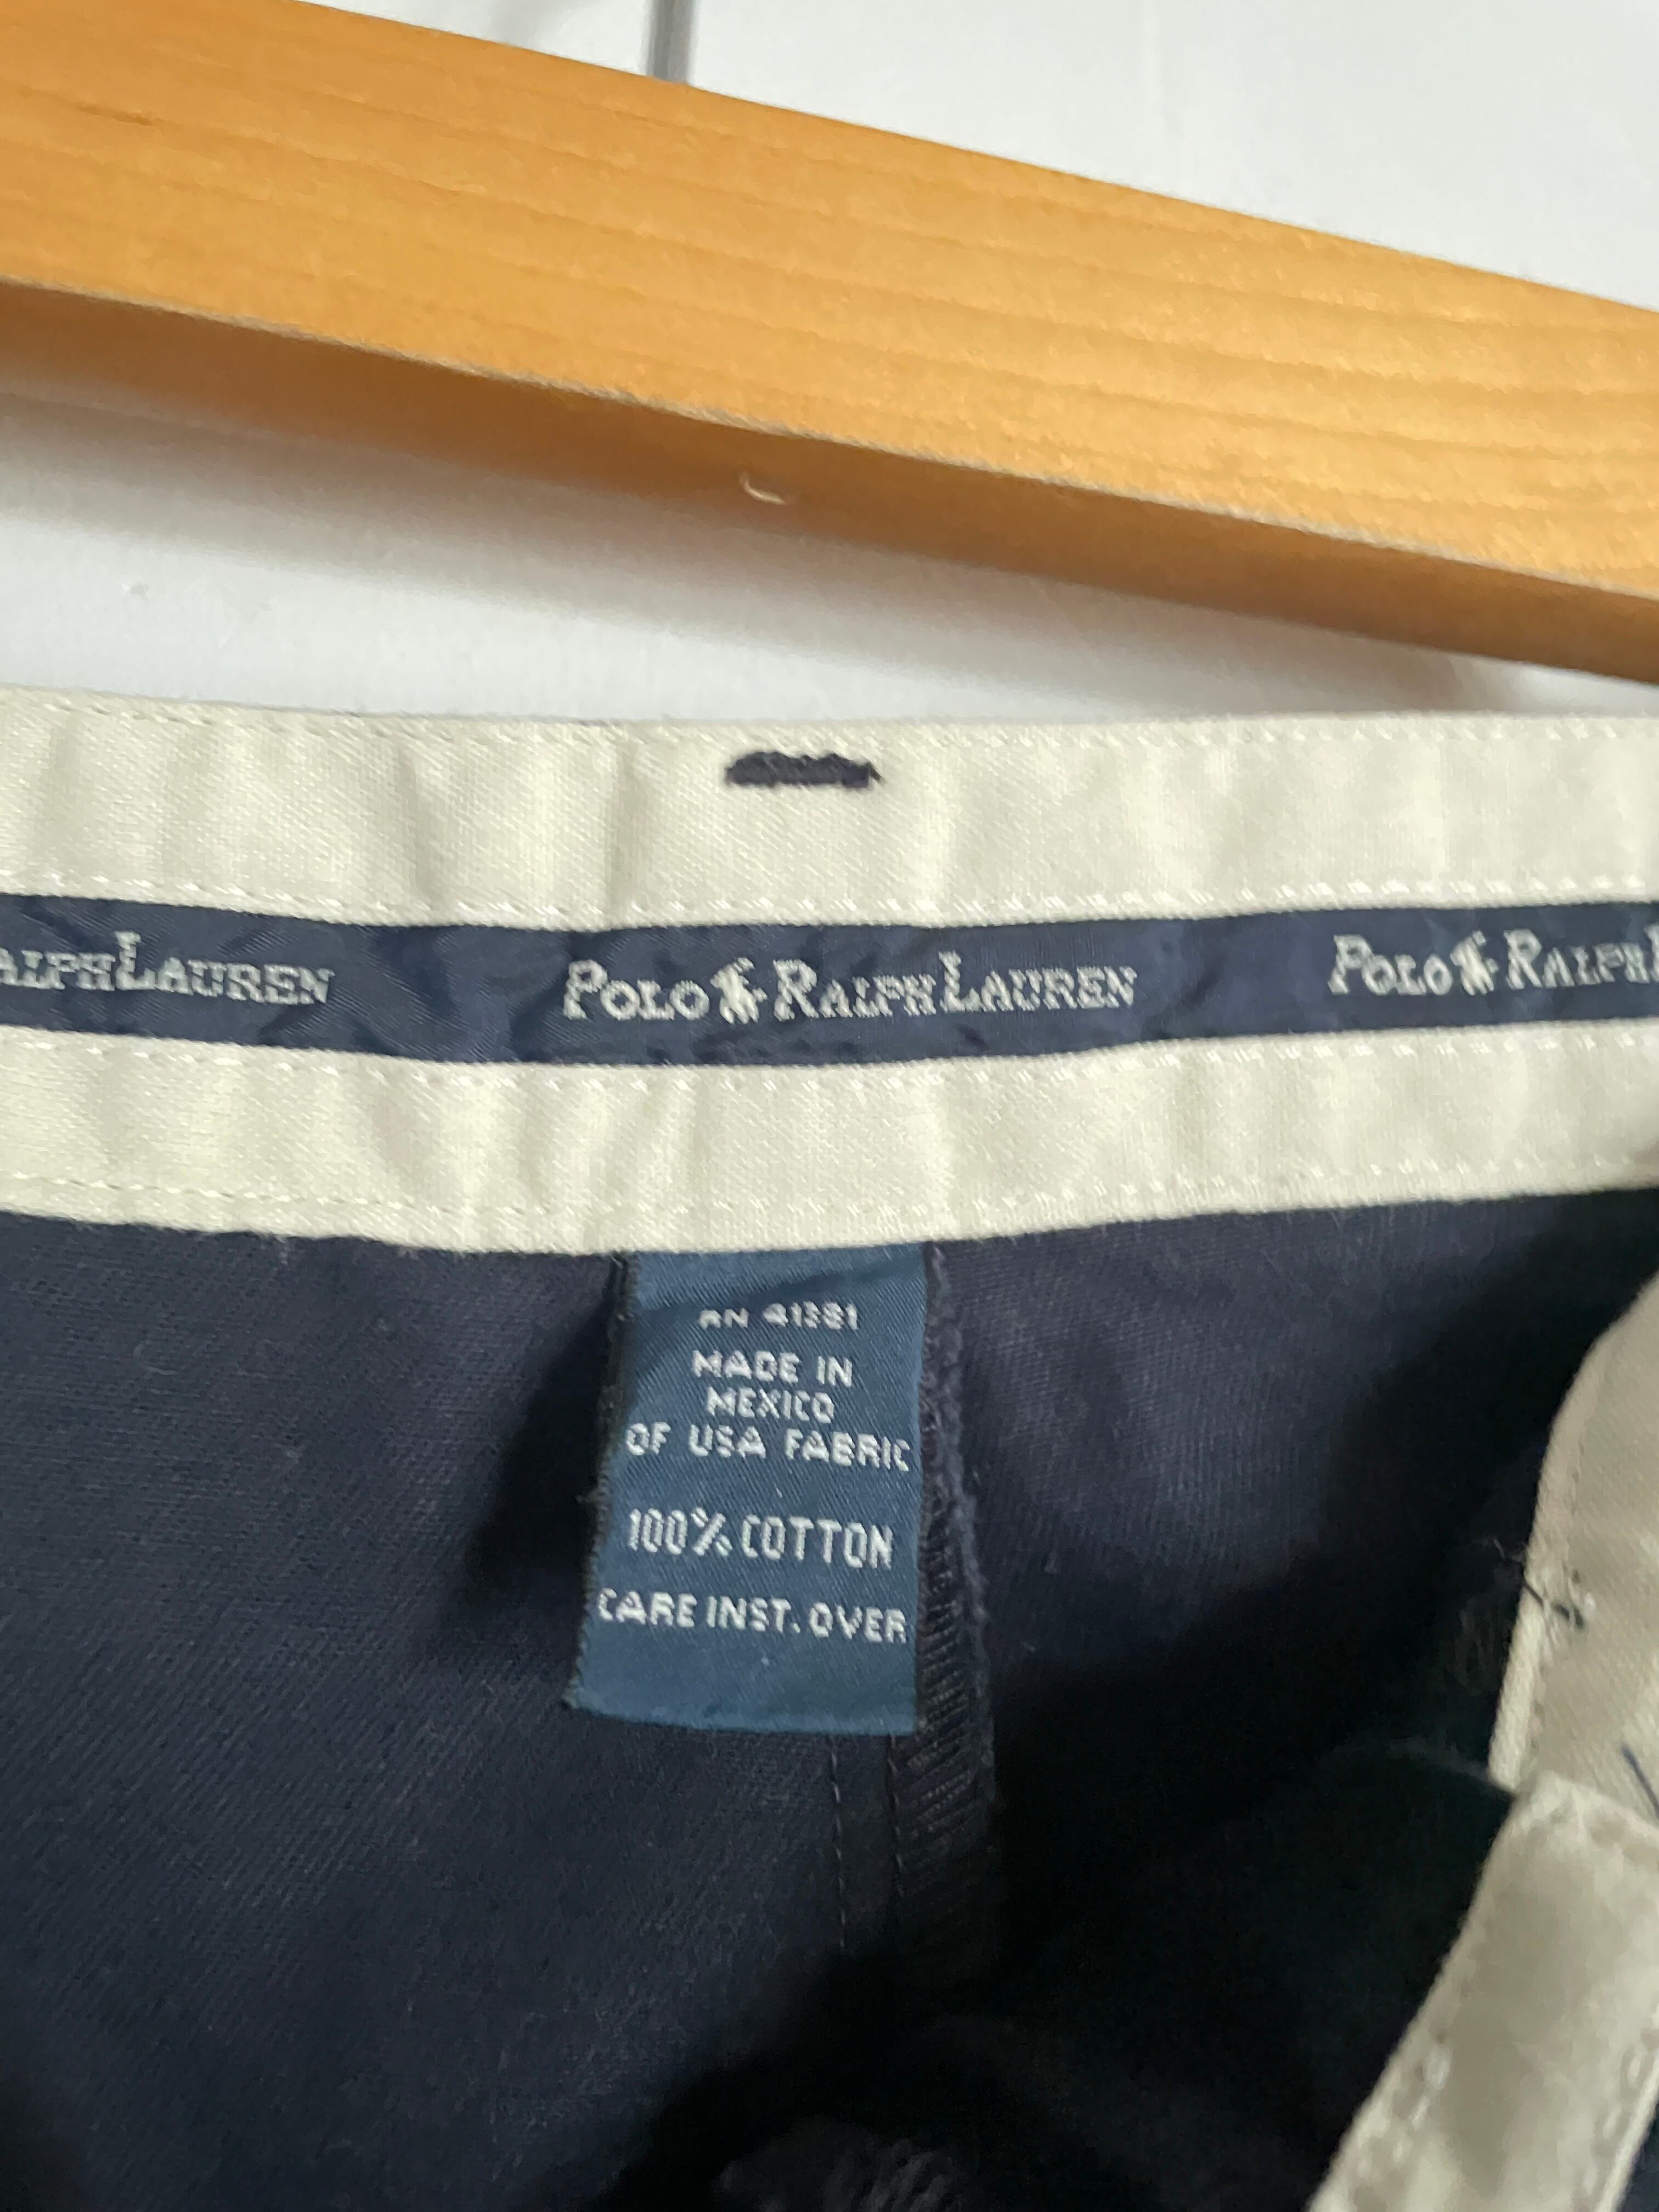 RALPH LAUREN POLO RALPH LAUREN POLO RALPH L
RN 41381
MADE IN
MEXICO
OF USA FABRIC
100% COTTON
CARE INST. OVER